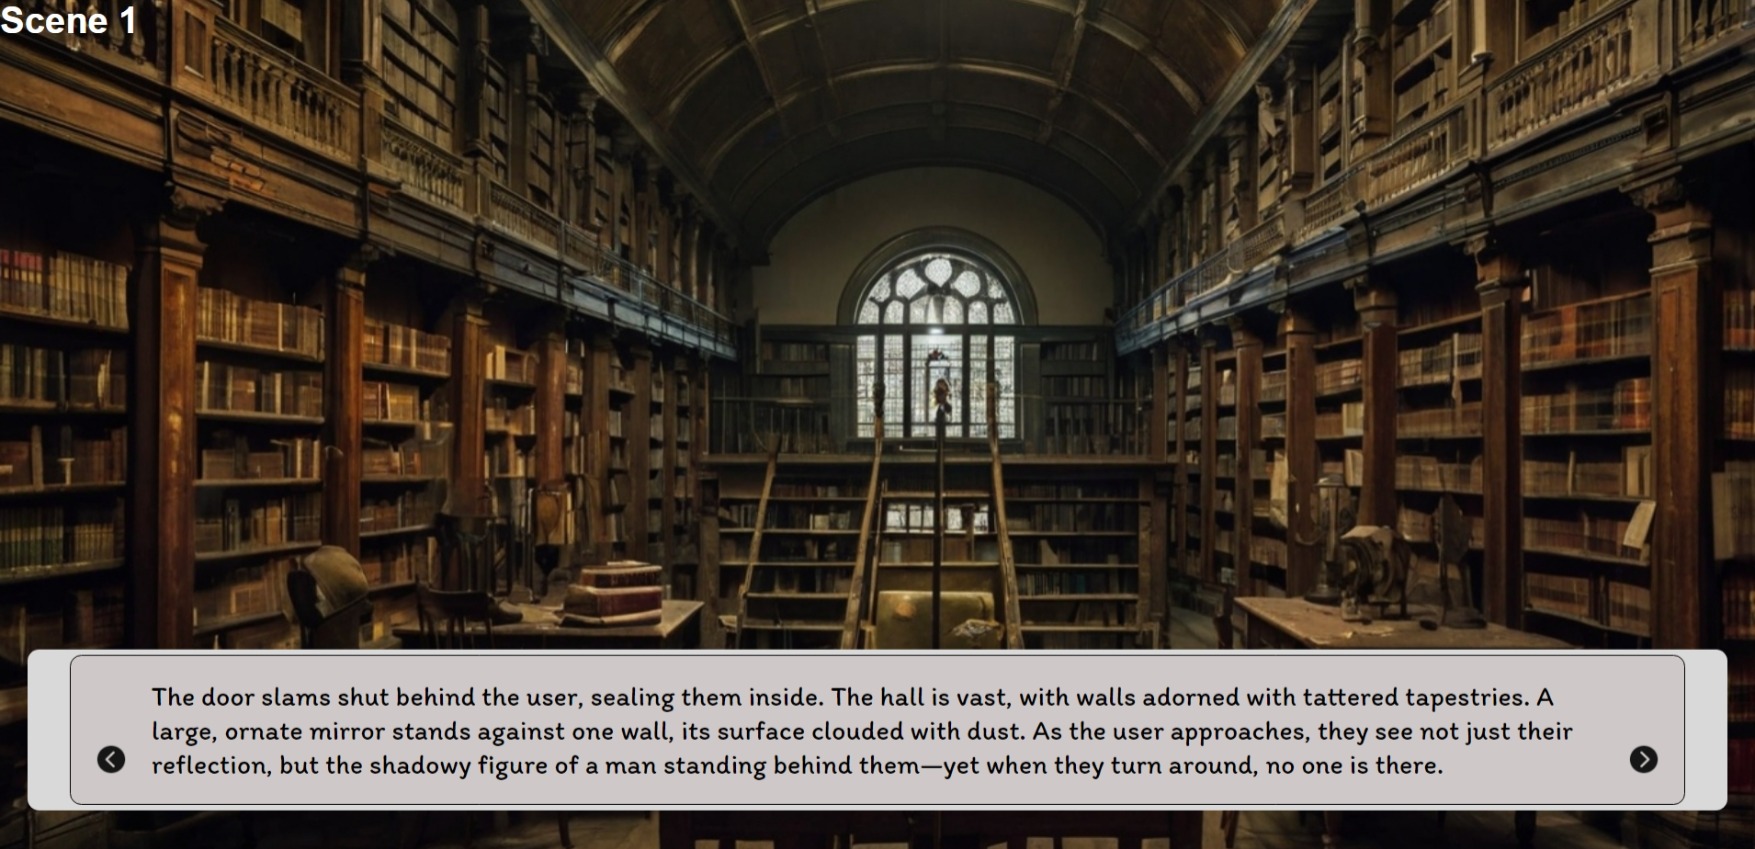 Scene 1
The door slams shut behind the user, sealing them inside. The hall is vast, with walls adorned with tattered tapestries. A
large, ornate mirror stands against one wall, its surface clouded with dust. As the user approaches, they see not just their
reflection, but the shadowy figure of a man standing behind them—yet when they turn around, no one is there.